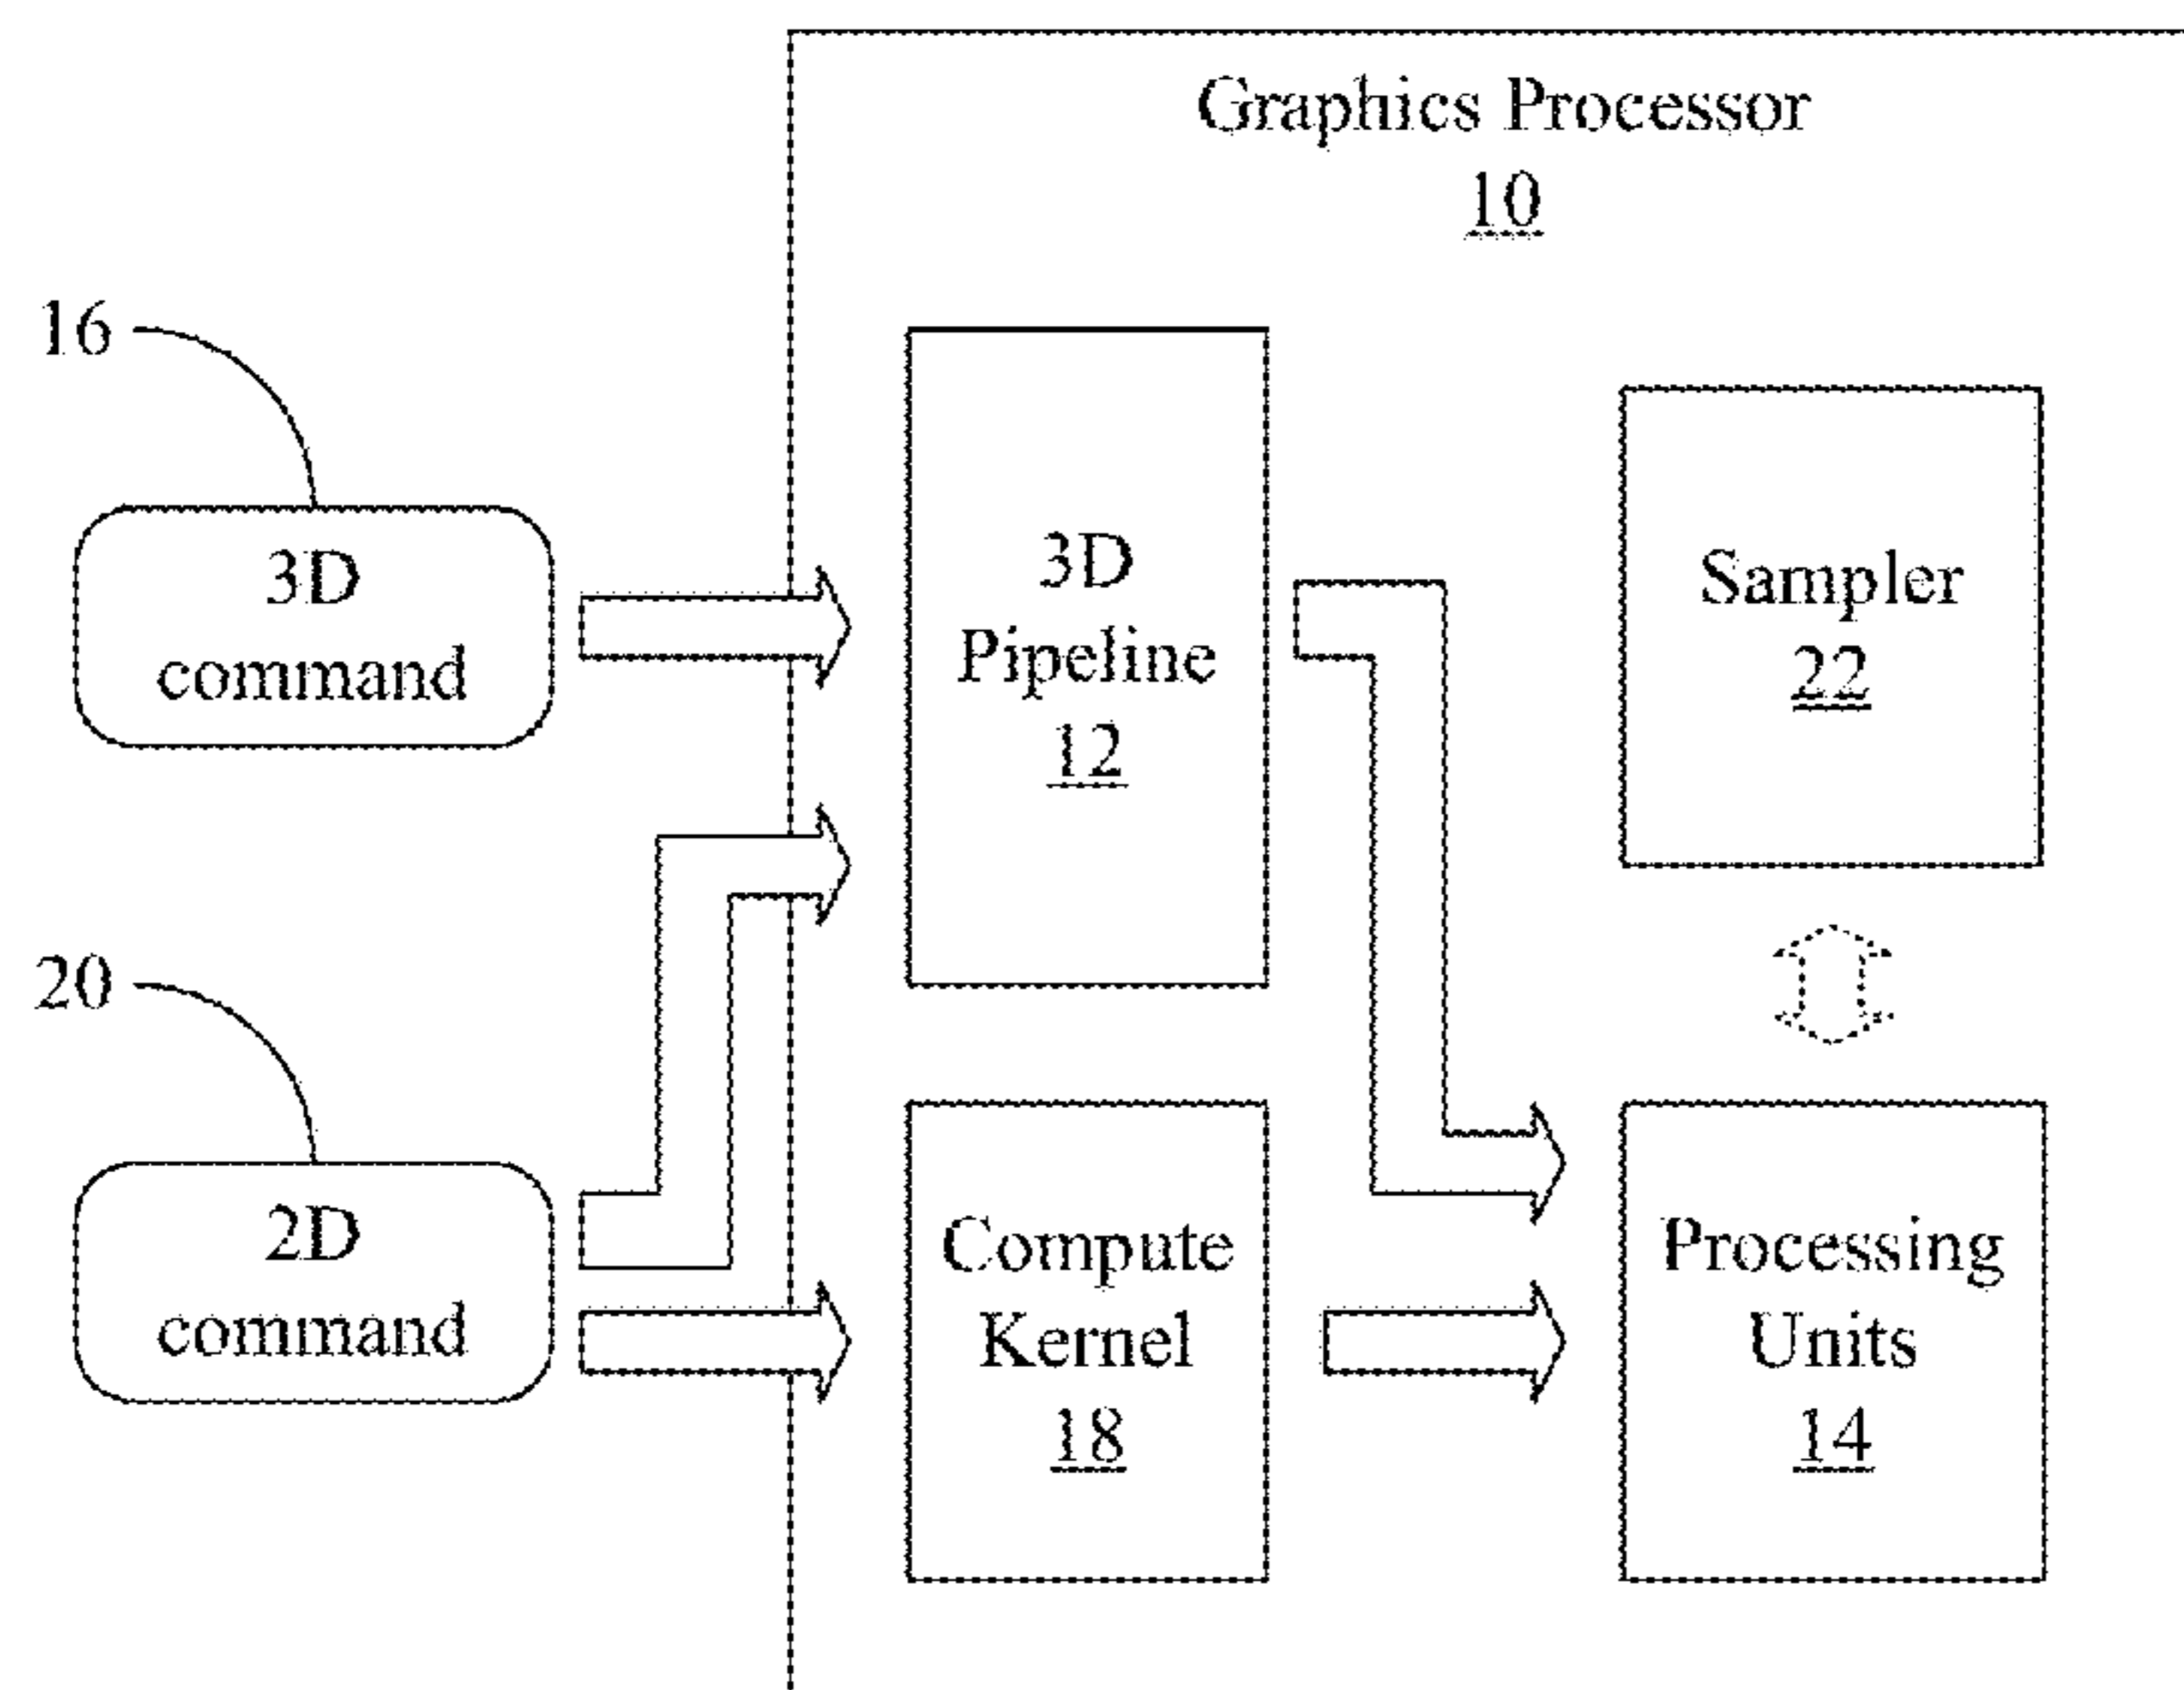 Graphics Processor
10
16
3D
command
3D
Pipeline
12
Sampler
22
20
2D
command
Compute
Kernel
18
Processing
Units
14